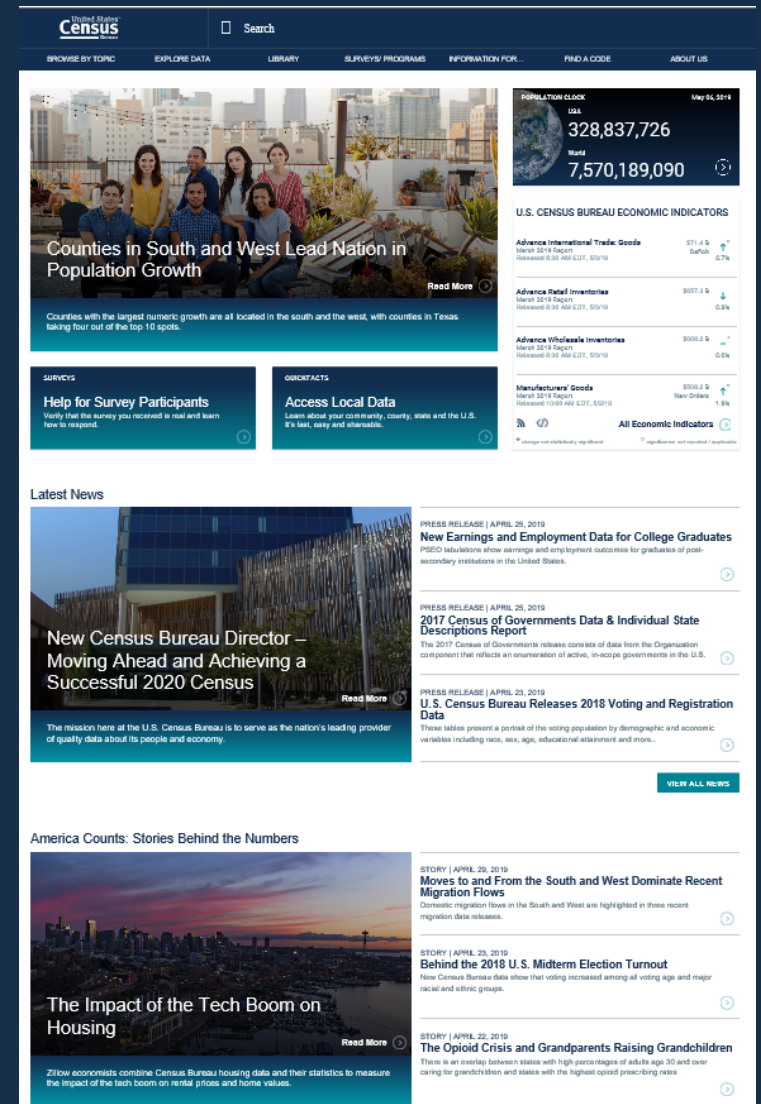 United States®
Census
Bureau
Search
BROWSE BY TOPIC
EXPLORE DATA
LIBRARY
SURVEYS/ PROGRAMS
INFORMATION FOR...
FIND A CODE
ABOUT US
Counties in South and West Lead Nation in
Population Growth
Read More
Counties with the largest numeric growth are all located in the south and the west, with counties in Texas
taking four out of the top 10 spots.
SURVEYS
Help for Survey Participants
Verify that the survey you received is real and learn
how to respond.
QUICKFACTS
Access Local Data
Learn about your community, county, state and the U.S.
It's fast, easy and shareable.
POPULATION CLOCK
May 06, 2019
USA
328,837,726
World
7,570,189,090
U.S. CENSUS BUREAU ECONOMIC INDICATORS
Advance International Trade: Goods
$71.4 B
March 2019 Report
Deficit
Released 8:30 AM EDT,
0.7%
Advance Retail Inventories
March 2019 Report
Released 8:30 AM EDT,
Advance Wholesale Inventories
March 2019 Report
Released 8:30 AM EDT,
0.0%
Manufacturers' Goods
March 2019 Report
New Orders
Released 10:00 AM EDT,
1.9%
All Economic Indicators
* change not statistically significant
° significance not reported / applicable
Latest News
New Census Bureau Director –
Moving Ahead and Achieving a
Successful 2020 Census
Read More
The mission here at the U.S. Census Bureau is to serve as the nation's leading provider
of quality data about its people and economy.
PRESS RELEASE | APRIL 25, 2019
New Earnings and Employment Data for College Graduates
PSEO tabulations show earnings and employment outcomes for graduates of post-
secondary institutions in the United States.
PRESS RELEASE | APRIL 25, 2019
2017 Census of Governments Data & Individual State
Descriptions Report
The 2017 Census of Governments release consists of data from the Organization
component that reflects an enumeration of active, in-scope governments in the U.S.
PRESS RELEASE | APRIL 23, 2019
U.S. Census Bureau Releases 2018 Voting and Registration
Data
These tables present a portrait of the voting population by demographic and economic
variables including race, sex, age, educational attainment and more..
VIEW ALL NEWS
America Counts: Stories Behind the Numbers
The Impact of the Tech Boom on
Housing
Read More
Zillow economists combine Census Bureau housing data and their statistics to measure
the impact of the tech boom on rental prices and home values.
STORY | APRIL 29, 2019
Moves to and From the South and West Dominate Recent
Migration Flows
Domestic migration flows in the South and West are highlighted in three recent
migration data releases.
STORY | APRIL 23, 2019
Behind the 2018 U.S. Midterm Election Turnout
New Census Bureau data show that voting increased among all voting age and major
racial and ethnic groups.
STORY | APRIL 22, 2019
The Opioid Crisis and Grandparents Raising Grandchildren
There is an overlap between states with high percentages of adults age 30 and over
caring for grandchildren and states with the highest opioid prescribing rates